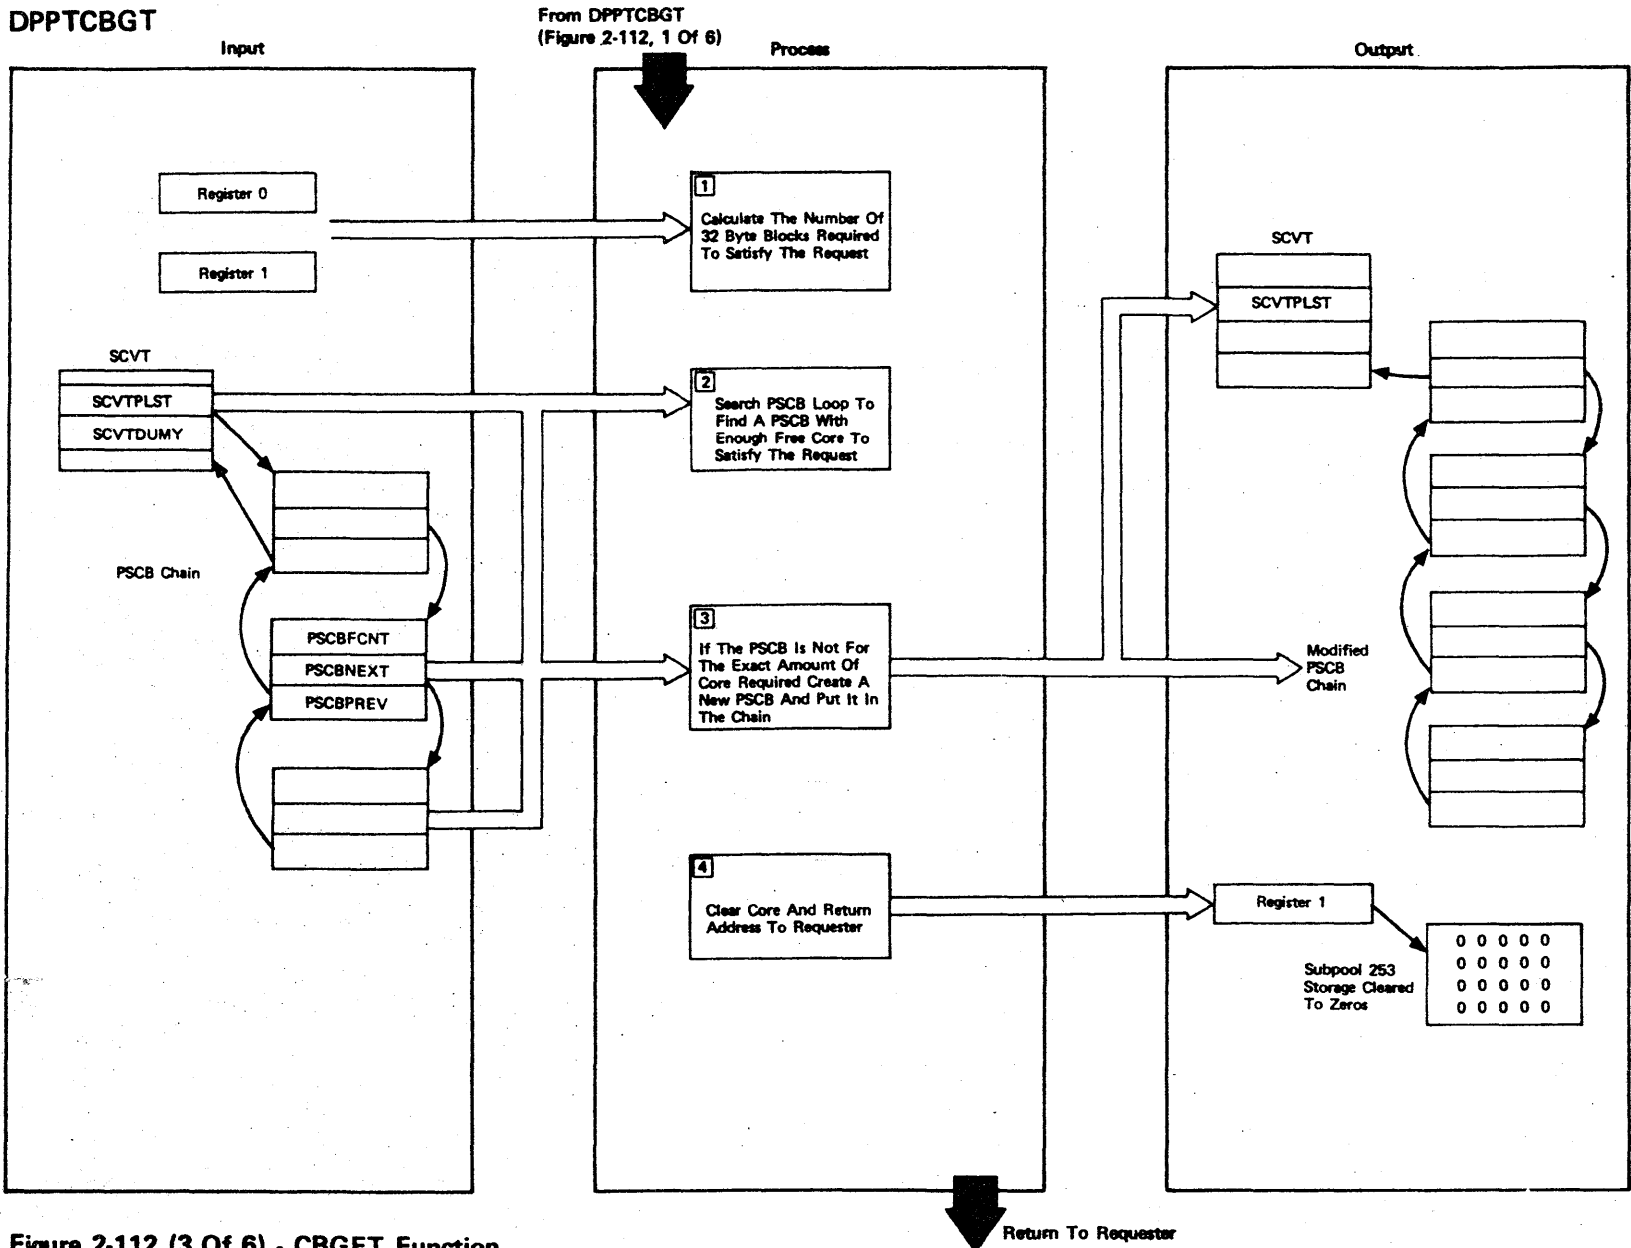 DPPTCBGT
From DPPTCBGT
(Figure 2-112, 1 Of 6)
Input
Process
Output
Register 0
Register 1
1
Calculate The Number Of
32 Byte Blocks Required
To Satisfy The Request
SCVT
SCVTPLST
SCVTDUMY
PSCB Chain
PSCBFCNT
PSCBNEXT
PSCBPREV
2
Search PSCB Loop To
Find A PSCB With
Enough Free Core To
Satisfy The Request
3
If The PSCB Is Not For
The Exact Amount Of
Core Required Create A
New PSCB And Put It In
The Chain
4
Clear Core And Return
Address To Requester
SCVT
SCVTPLST
Modified
PSCB
Chain
Register 1
Subpool 253
Storage Cleared
To Zeros
0 0 0 0 0
0 0 0 0 0
0 0 0 0 0
0 0 0 0 0
Return To Requester
Figure 2-112 (3 Of 6) - CBGET Function